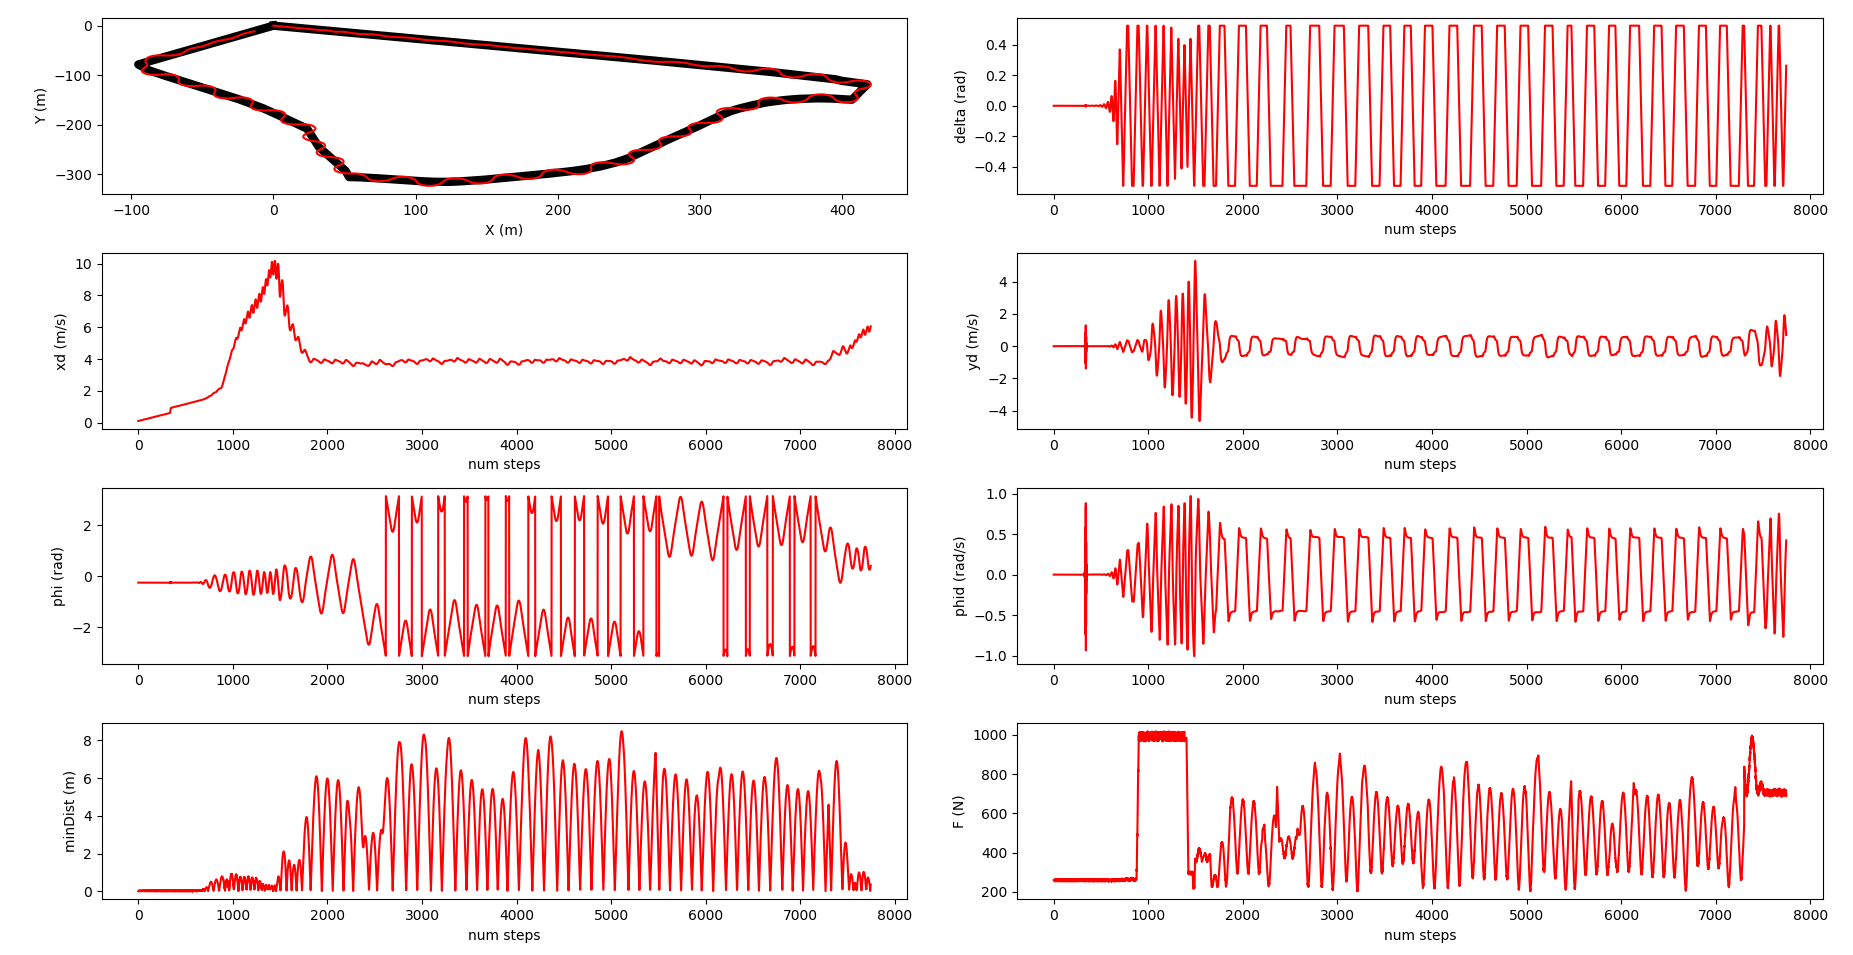 0
−100
−200
−300
Y (m)
−100 0 100 200 300 400
X (m)
0.4
0.2
0.0
−0.2
−0.4
delta (rad)
0 1000 2000 3000 4000 5000 6000 7000 8000
num steps
10
8
6
4
2
0
xd (m/s)
0 1000 2000 3000 4000 5000 6000 7000 8000
num steps
4
2
0
−2
−4
yd (m/s)
0 1000 2000 3000 4000 5000 6000 7000 8000
num steps
2
0
−2
phi (rad)
0 1000 2000 3000 4000 5000 6000 7000 8000
num steps
1.0
0.5
0.0
−0.5
−1.0
phid (rad/s)
0 1000 2000 3000 4000 5000 6000 7000 8000
num steps
8
6
4
2
0
minDist (m)
0 1000 2000 3000 4000 5000 6000 7000 8000
num steps
1000
800
600
400
200
F (N)
0 1000 2000 3000 4000 5000 6000 7000 8000
num steps